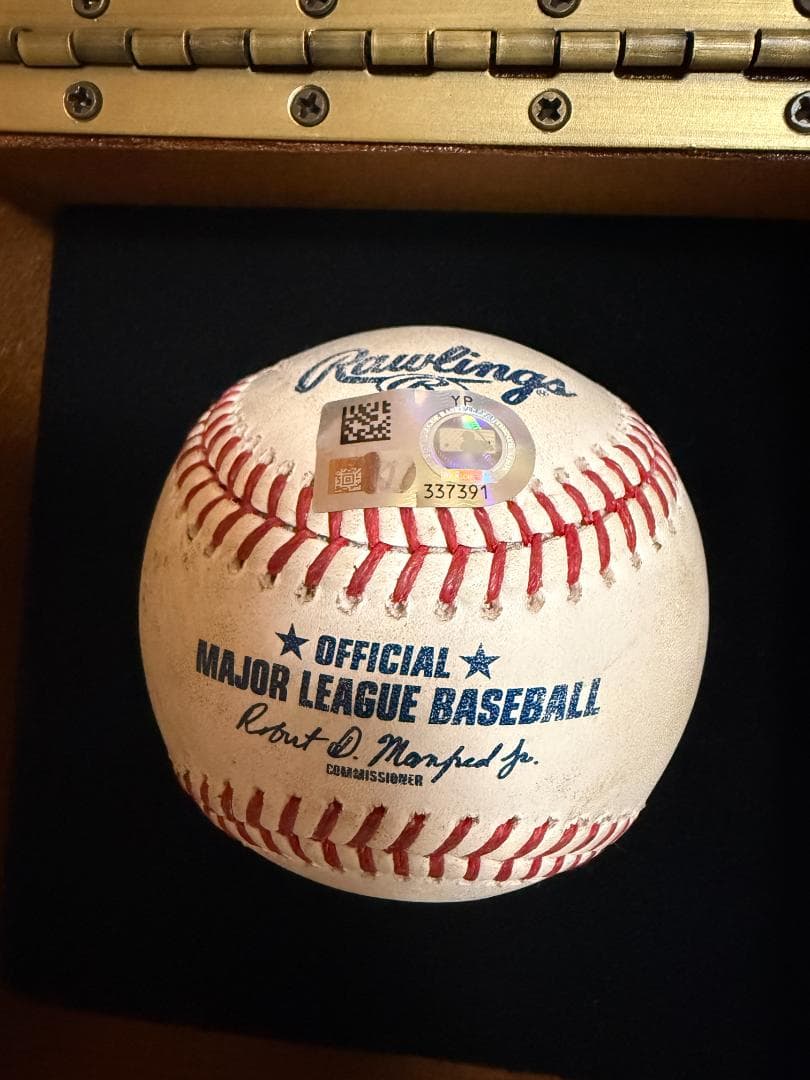 Rawlings
YP
337391
OFFICIAL
MAJOR LEAGUE BASEBALL
Robert D. Manfred Jr.
COMMISSIONER